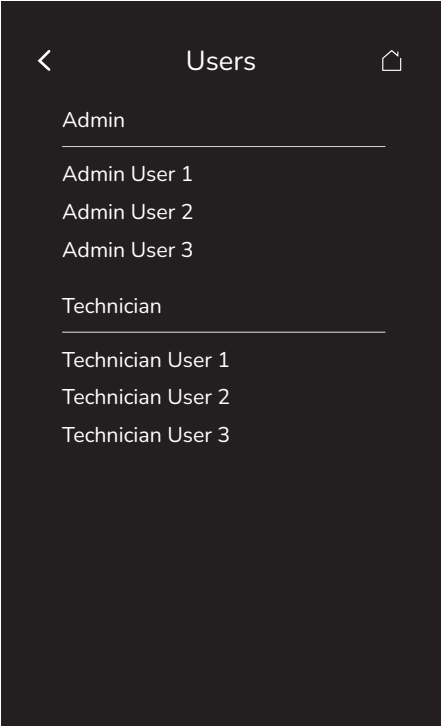 Users
Admin
Admin User 1
Admin User 2
Admin User 3
Technician
Technician User 1
Technician User 2
Technician User 3